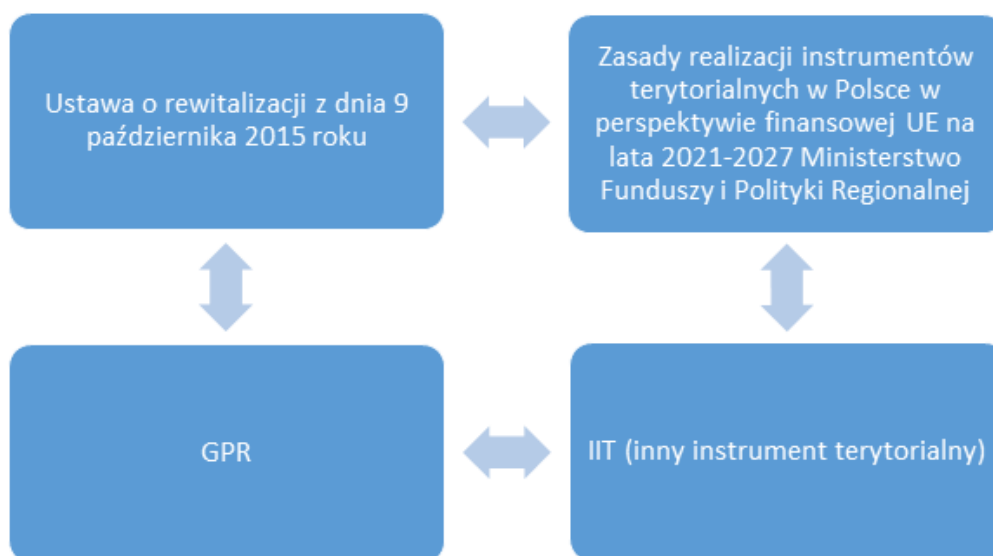 Ustawa o rewitalizacji z dnia 9
października 2015 roku
Zasady realizacji instrumentów
terytorialnych w Polsce w
perspektywie finansowej UE na
lata 2021-2027 Ministerstwo
Funduszy i Polityki Regionalnej
GPR
IIT (inny instrument terytorialny)